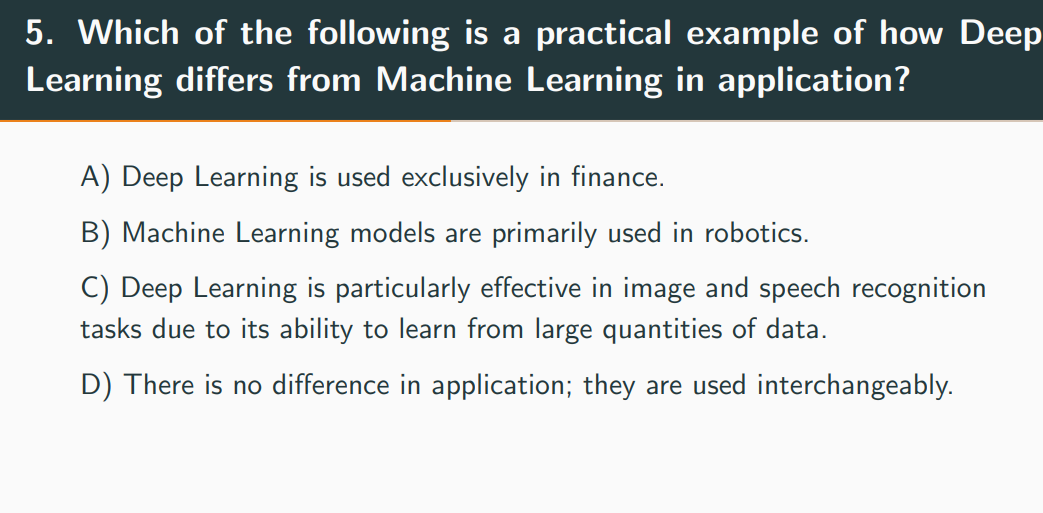 5. Which of the following is a practical example of how Deep
Learning differs from Machine Learning in application?
A) Deep Learning is used exclusively in finance.
B) Machine Learning models are primarily used in robotics.
C) Deep Learning is particularly effective in image and speech recognition
tasks due to its ability to learn from large quantities of data.
D) There is no difference in application; they are used interchangeably.